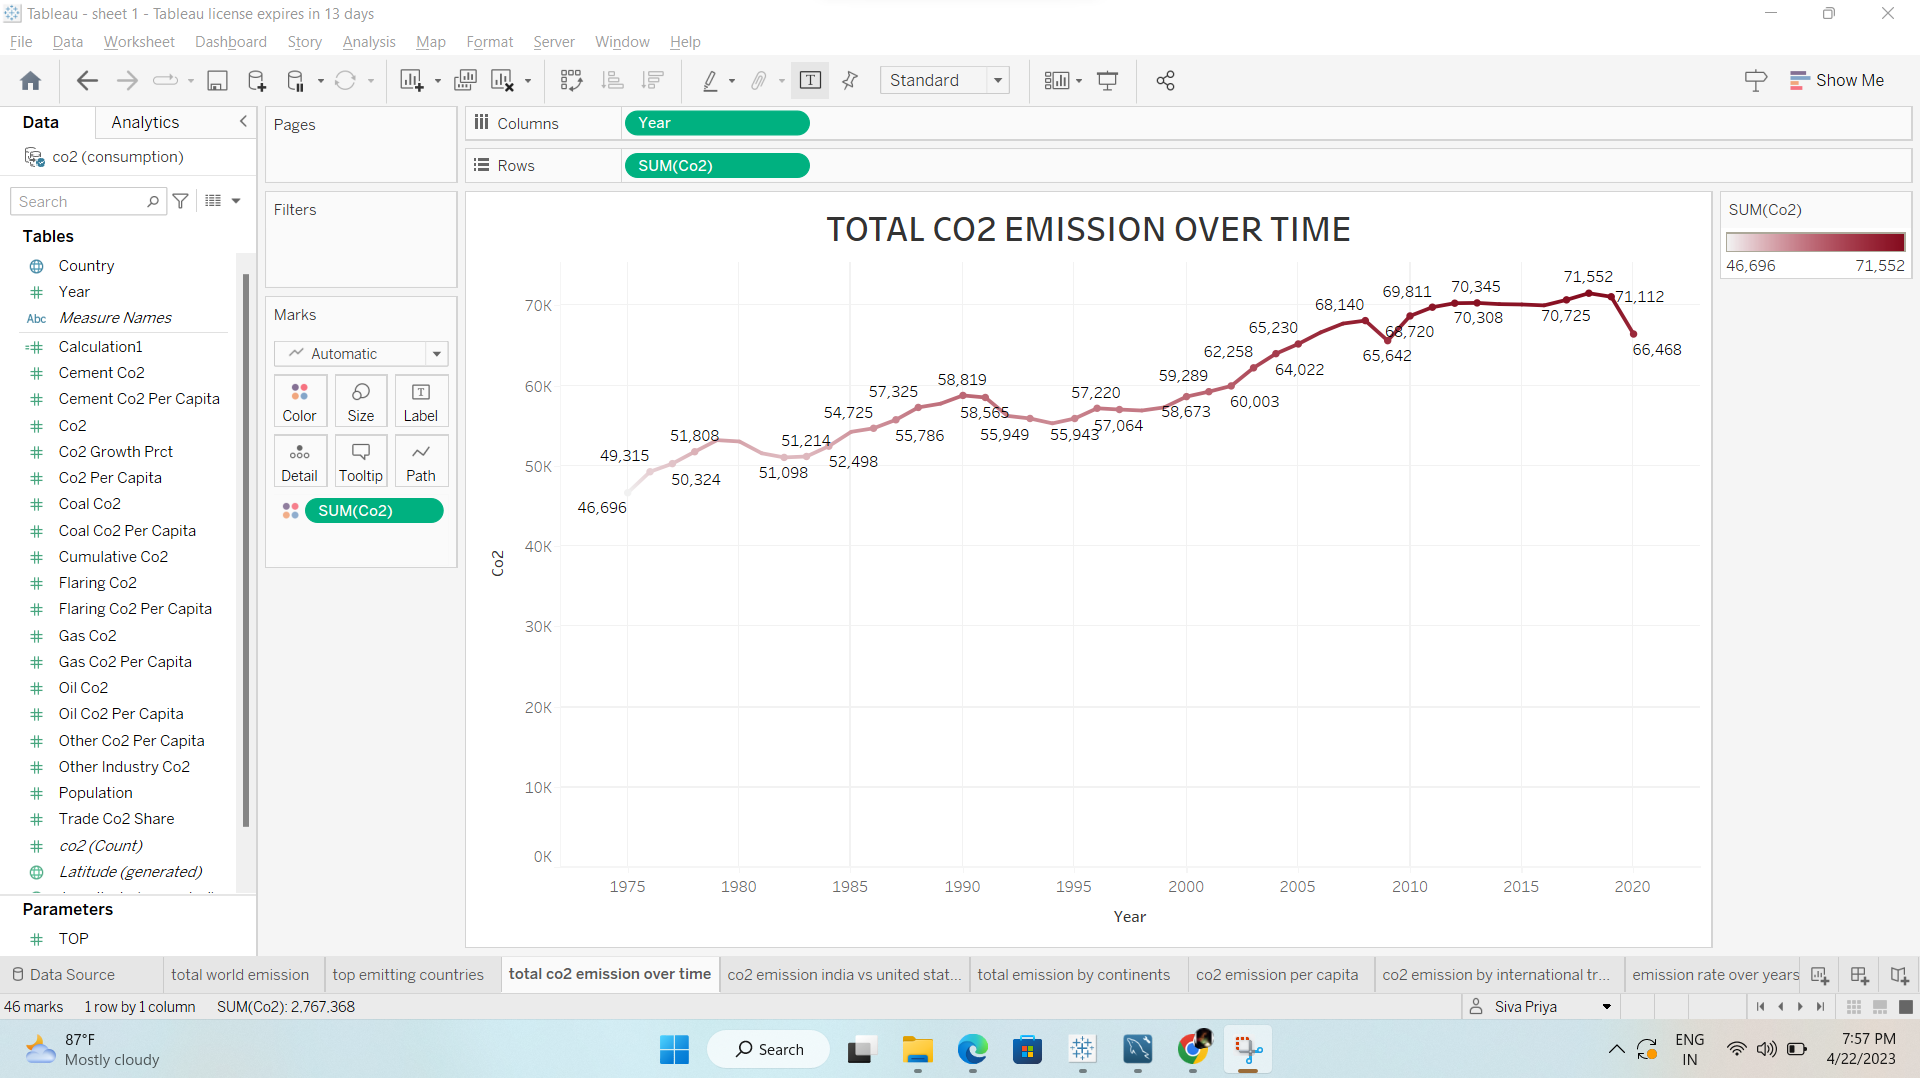 Tableau - sheet 1 - Tableau license expires in 13 days
File Data Worksheet Dashboard Story Analysis Map Format Server Window Help
Standard
Show Me
Data Analytics
co2 (consumption)
Search
Tables
Country
Year
Abc Measure Names
Calculation1
Cement Co2
Cement Co2 Per Capita
Co2
Co2 Growth Prct
Co2 Per Capita
Coal Co2
Coal Co2 Per Capita
Cumulative Co2
Flaring Co2
Flaring Co2 Per Capita
Gas Co2
Gas Co2 Per Capita
Oil Co2
Oil Co2 Per Capita
Other Co2 Per Capita
Other Industry Co2
Population
Trade Co2 Share
co2 (Count)
Latitude (generated)
Parameters
TOP
Pages
Filters
Marks
Automatic
Color Size Label
Detail Tooltip Path
SUM(Co2)
Columns Year
Rows SUM(Co2)
TOTAL CO2 EMISSION OVER TIME
70K
60K
50K
40K
30K
20K
10K
0K
Co2
46,696
49,315
50,324
51,808
51,098
51,214
52,498
54,725
55,786
57,325
58,819
58,565
55,949
55,943
57,220
57,064
58,673
59,289
60,003
62,258
64,022
65,230
68,140
65,642
68,720
69,811
70,345
70,308
70,725
71,552
71,112
66,468
1975 1980 1985 1990 1995 2000 2005 2010 2015 2020
Year
SUM(Co2)
46,696 71,552
Data Source total world emission top emitting countries total co2 emission over time co2 emission india vs united stat... total emission by continents co2 emission per capita co2 emission by international tr... emission rate over years
46 marks 1 row by 1 column SUM(Co2): 2,767,368
Siva Priya
87°F
Mostly cloudy
Search
ENG
IN
7:57 PM
4/22/2023